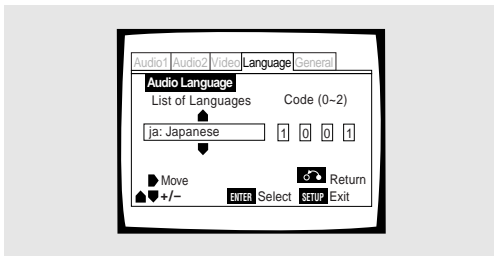 Audio1 Audio2 Video Language General
Audio Language
List of Languages Code (0~2)
ja: Japanese 1 0 0 1
Move Return
+/− ENTER Select SETUP Exit